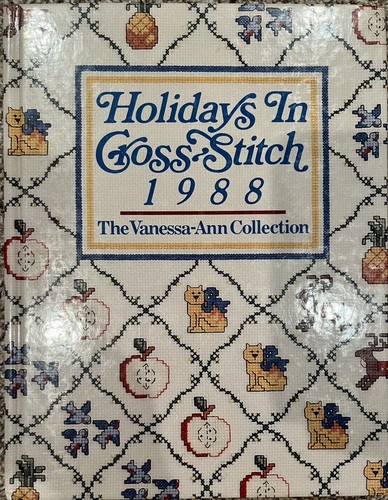 Holidays In
Cross-Stitch
1988
The Vanessa-Ann Collection